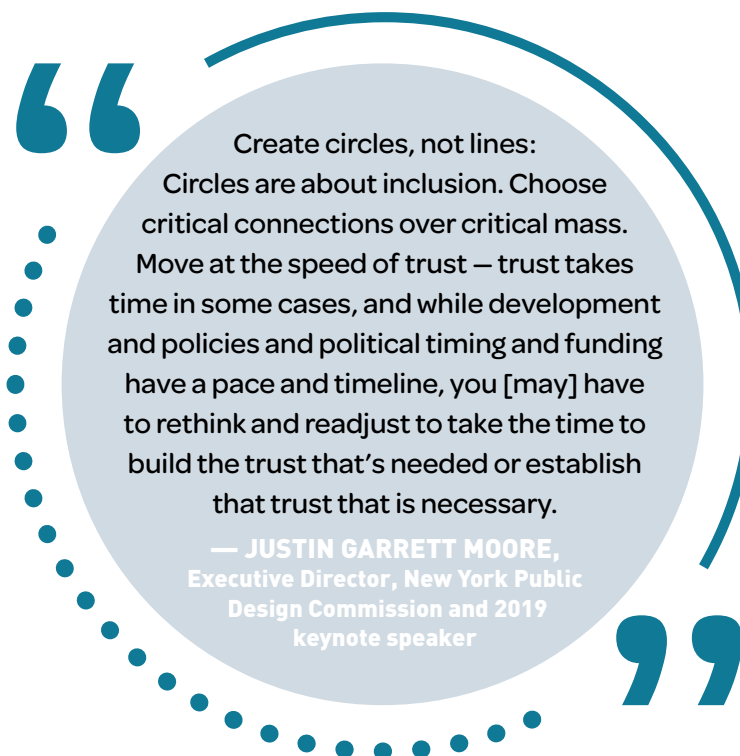 Create circles, not lines:
Circles are about inclusion. Choose
critical connections over critical mass.
Move at the speed of trust — trust takes
time in some cases, and while development
and policies and political timing and funding
have a pace and timeline, you [may] have
to rethink and readjust to take the time to
build the trust that's needed or establish
that trust that is necessary.
— JUSTIN GARRETT MOORE,
Executive Director, New York Public
Design Commission and 2019
keynote speaker